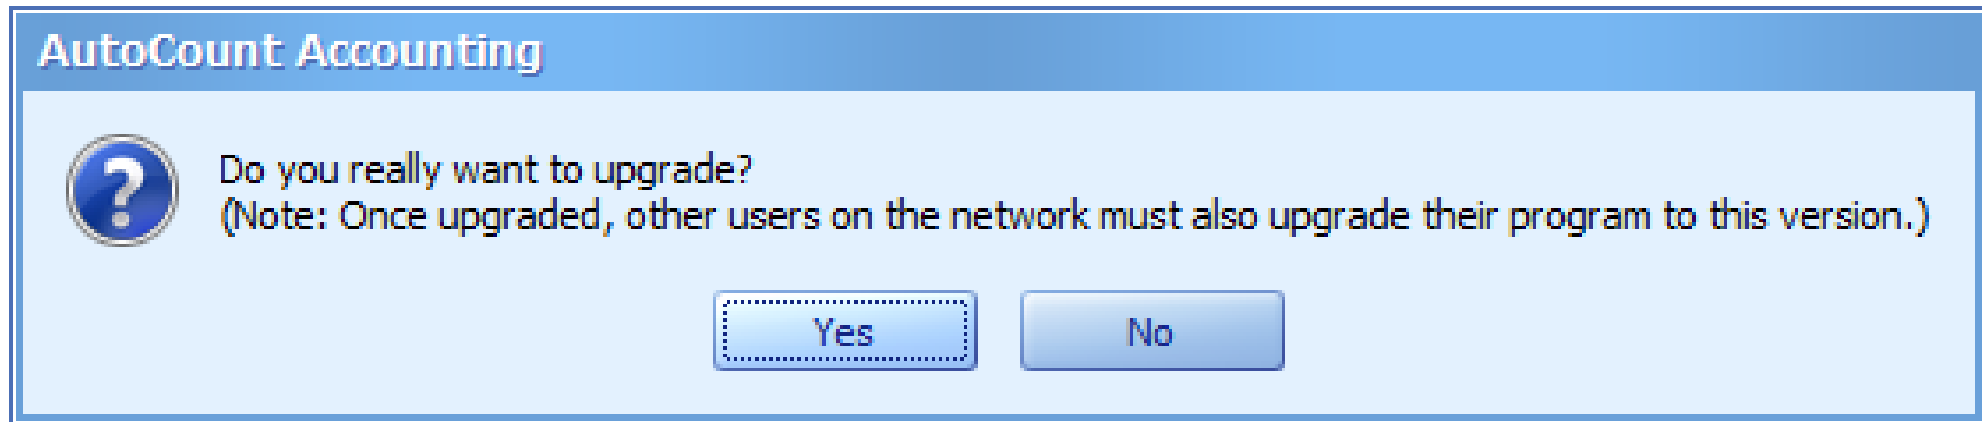 AutoCount Accounting
Do you really want to upgrade?
(Note: Once upgraded, other users on the network must also upgrade their program to this version.)
Yes
No